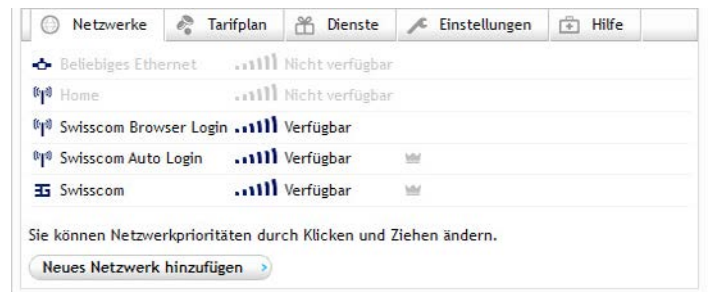 Netzwerke Tarifplan Dienste Einstellungen Hilfe
Beliebiges Ethernet Nicht verfügbar
Home Nicht verfügbar
Swisscom Browser Login Verfügbar
Swisscom Auto Login Verfügbar
3G Swisscom Verfügbar
Sie können Netzwerkprioritäten durch Klicken und Ziehen ändern.
Neues Netzwerk hinzufügen